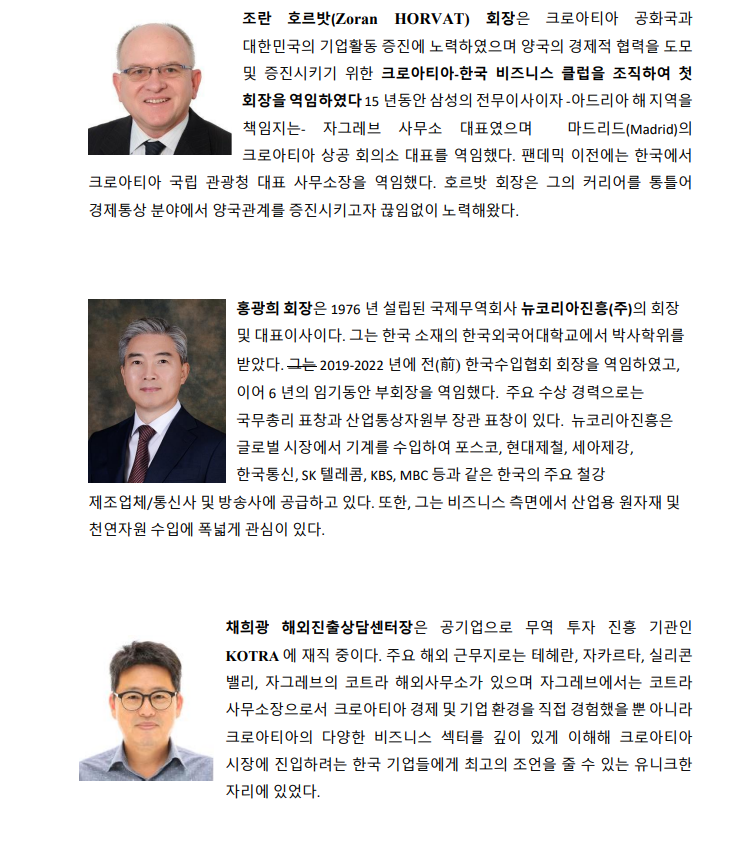 조란 호르밧(Zoran HORVAT) 회장은 크로아티아 공화국과
대한민국의 기업활동 증진에 노력하였으며 양국의 경제적 협력을 도모
및 증진시키기 위한 크로아티아-한국 비즈니스 클럽을 조직하여 첫
회장을 역임하였다 15 년동안 삼성의 전무이사이자 -아드리아 해 지역을
책임지는- 자그레브 사무소 대표였으며 마드리드(Madrid)의
크로아티아 상공 회의소 대표를 역임했다. 팬데믹 이전에는 한국에서
크로아티아 국립 관광청 대표 사무소장을 역임했다. 호르밧 회장은 그의 커리어를 통틀어
경제통상 분야에서 양국관계를 증진시키고자 끊임없이 노력해왔다.
홍광희 회장은 1976 년 설립된 국제무역회사 뉴코리아진흥(주)의 회장
및 대표이사이다. 그는 한국 소재의 한국외국어대학교에서 박사학위를
받았다. 그는 2019-2022 년에 전(前) 한국수입협회 회장을 역임하였고,
이어 6 년의 임기동안 부회장을 역임했다. 주요 수상 경력으로는
국무총리 표창과 산업통상자원부 장관 표창이 있다. 뉴코리아진흥은
글로벌 시장에서 기계를 수입하여 포스코, 현대제철, 세아제강,
한국통신, SK 텔레콤, KBS, MBC 등과 같은 한국의 주요 철강
제조업체/통신사 및 방송사에 공급하고 있다. 또한, 그는 비즈니스 측면에서 산업용 원자재 및
천연자원 수입에 폭넓게 관심이 있다.
채희광 해외진출상담센터장은 공기업으로 무역 투자 진흥 기관인
KOTRA 에 재직 중이다. 주요 해외 근무지로는 테헤란, 자카르타, 실리콘
밸리, 자그레브의 코트라 해외사무소가 있으며 자그레브에서는 코트라
사무소장으로서 크로아티아 경제 및 기업 환경을 직접 경험했을 뿐 아니라
크로아티아의 다양한 비즈니스 섹터를 깊이 있게 이해해 크로아티아
시장에 진입하려는 한국 기업들에게 최고의 조언을 줄 수 있는 유니크한
자리에 있었다.